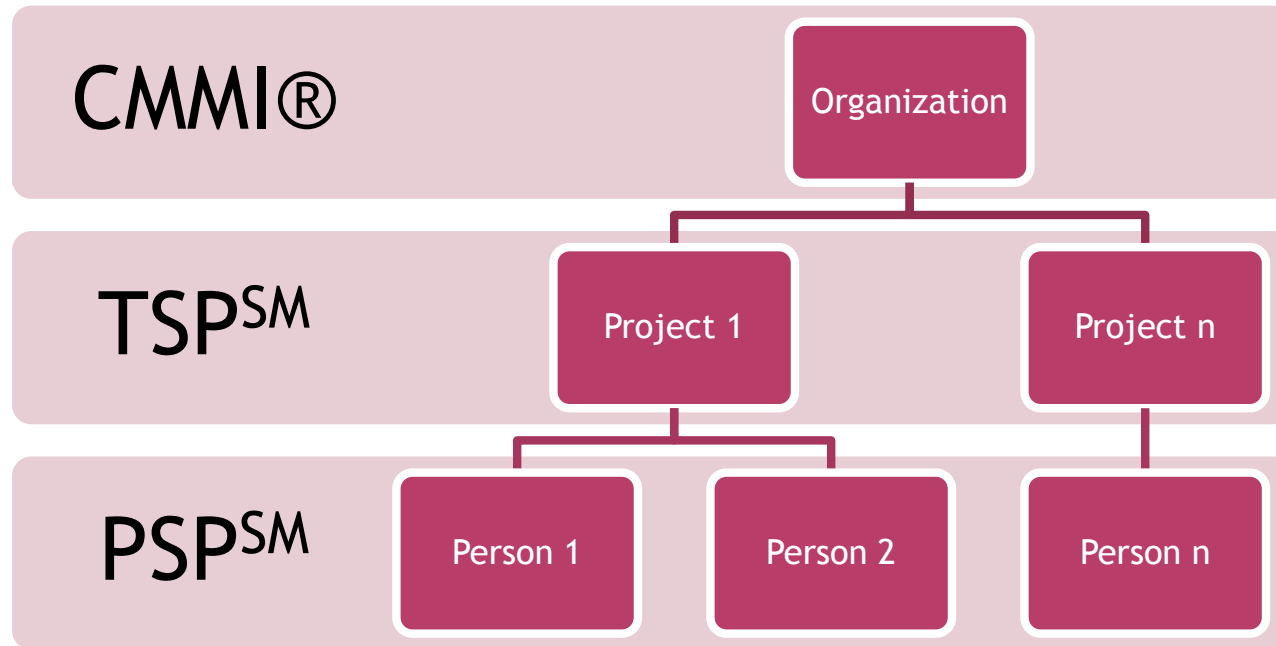 CMMI®
Organization
TSP℠
Project 1
Project n
PSP℠
Person 1
Person 2
Person n